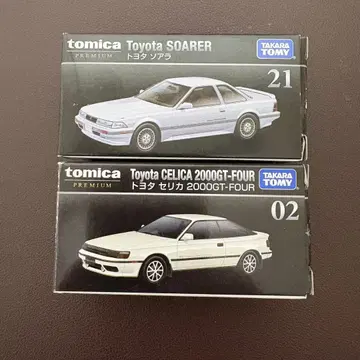 tomica Toyota SOARER
PREMIUM トヨタ ソアラ
TAKARA TOMY
21
tomica Toyota CELICA 2000GT-FOUR
PREMIUM トヨタ セリカ 2000GT-FOUR
TAKARA TOMY
02